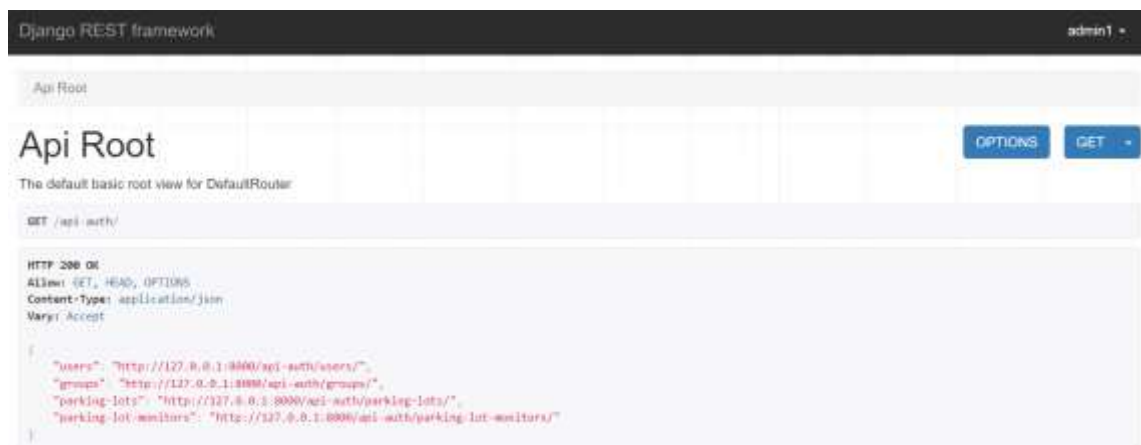 Django REST framework
admin1
Api Root
Api Root
OPTIONS
GET
The default basic root view for DefaultRouter
GET /api-auth/
HTTP 200 OK
Allow: GET, HEAD, OPTIONS
Content-Type: application/json
Vary: Accept
{
"users": "http://127.0.0.1:8000/api-auth/users/",
"groups": "http://127.0.0.1:8000/api-auth/groups/",
"parking-lots": "http://127.0.0.1:8000/api-auth/parking-lots/",
"parking-lot-monitors": "http://127.0.0.1:8000/api-auth/parking-lot-monitors/"
}